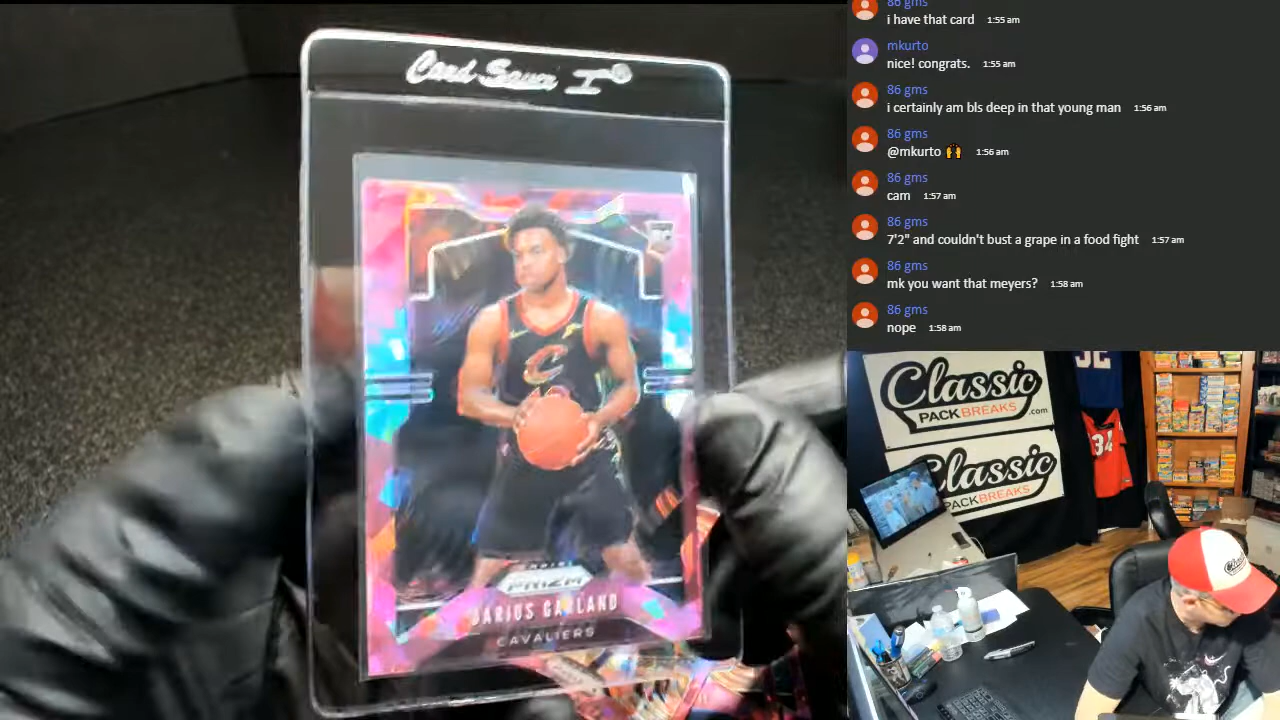 86 gms
i have that card 1:55 am
mkurto
nice! congrats. 1:55 am
86 gms
i certainly am bls deep in that young man 1:56 am
86 gms
@mkurto 🙌 1:56 am
86 gms
cam 1:57 am
86 gms
7'2" and couldn't bust a grape in a food fight 1:57 am
86 gms
mk you want that meyers? 1:58 am
86 gms
nope 1:58 am
Card Saver I
C
PRIZM
DARIUS GARLAND
CAVALIERS
Classic
PACKBREAKS.com
Classic
PACKBREAKS
34
Classic